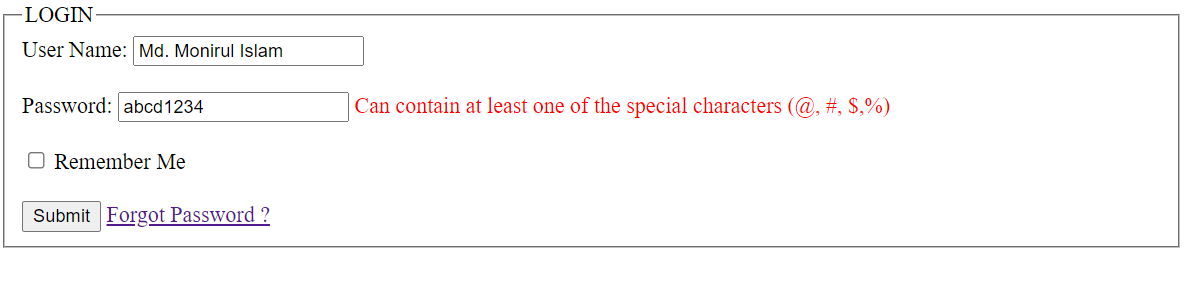 LOGIN
User Name: Md. Monirul Islam
Password: abcd1234 Can contain at least one of the special characters (@, #, $,%)
Remember Me
Submit Forgot Password ?